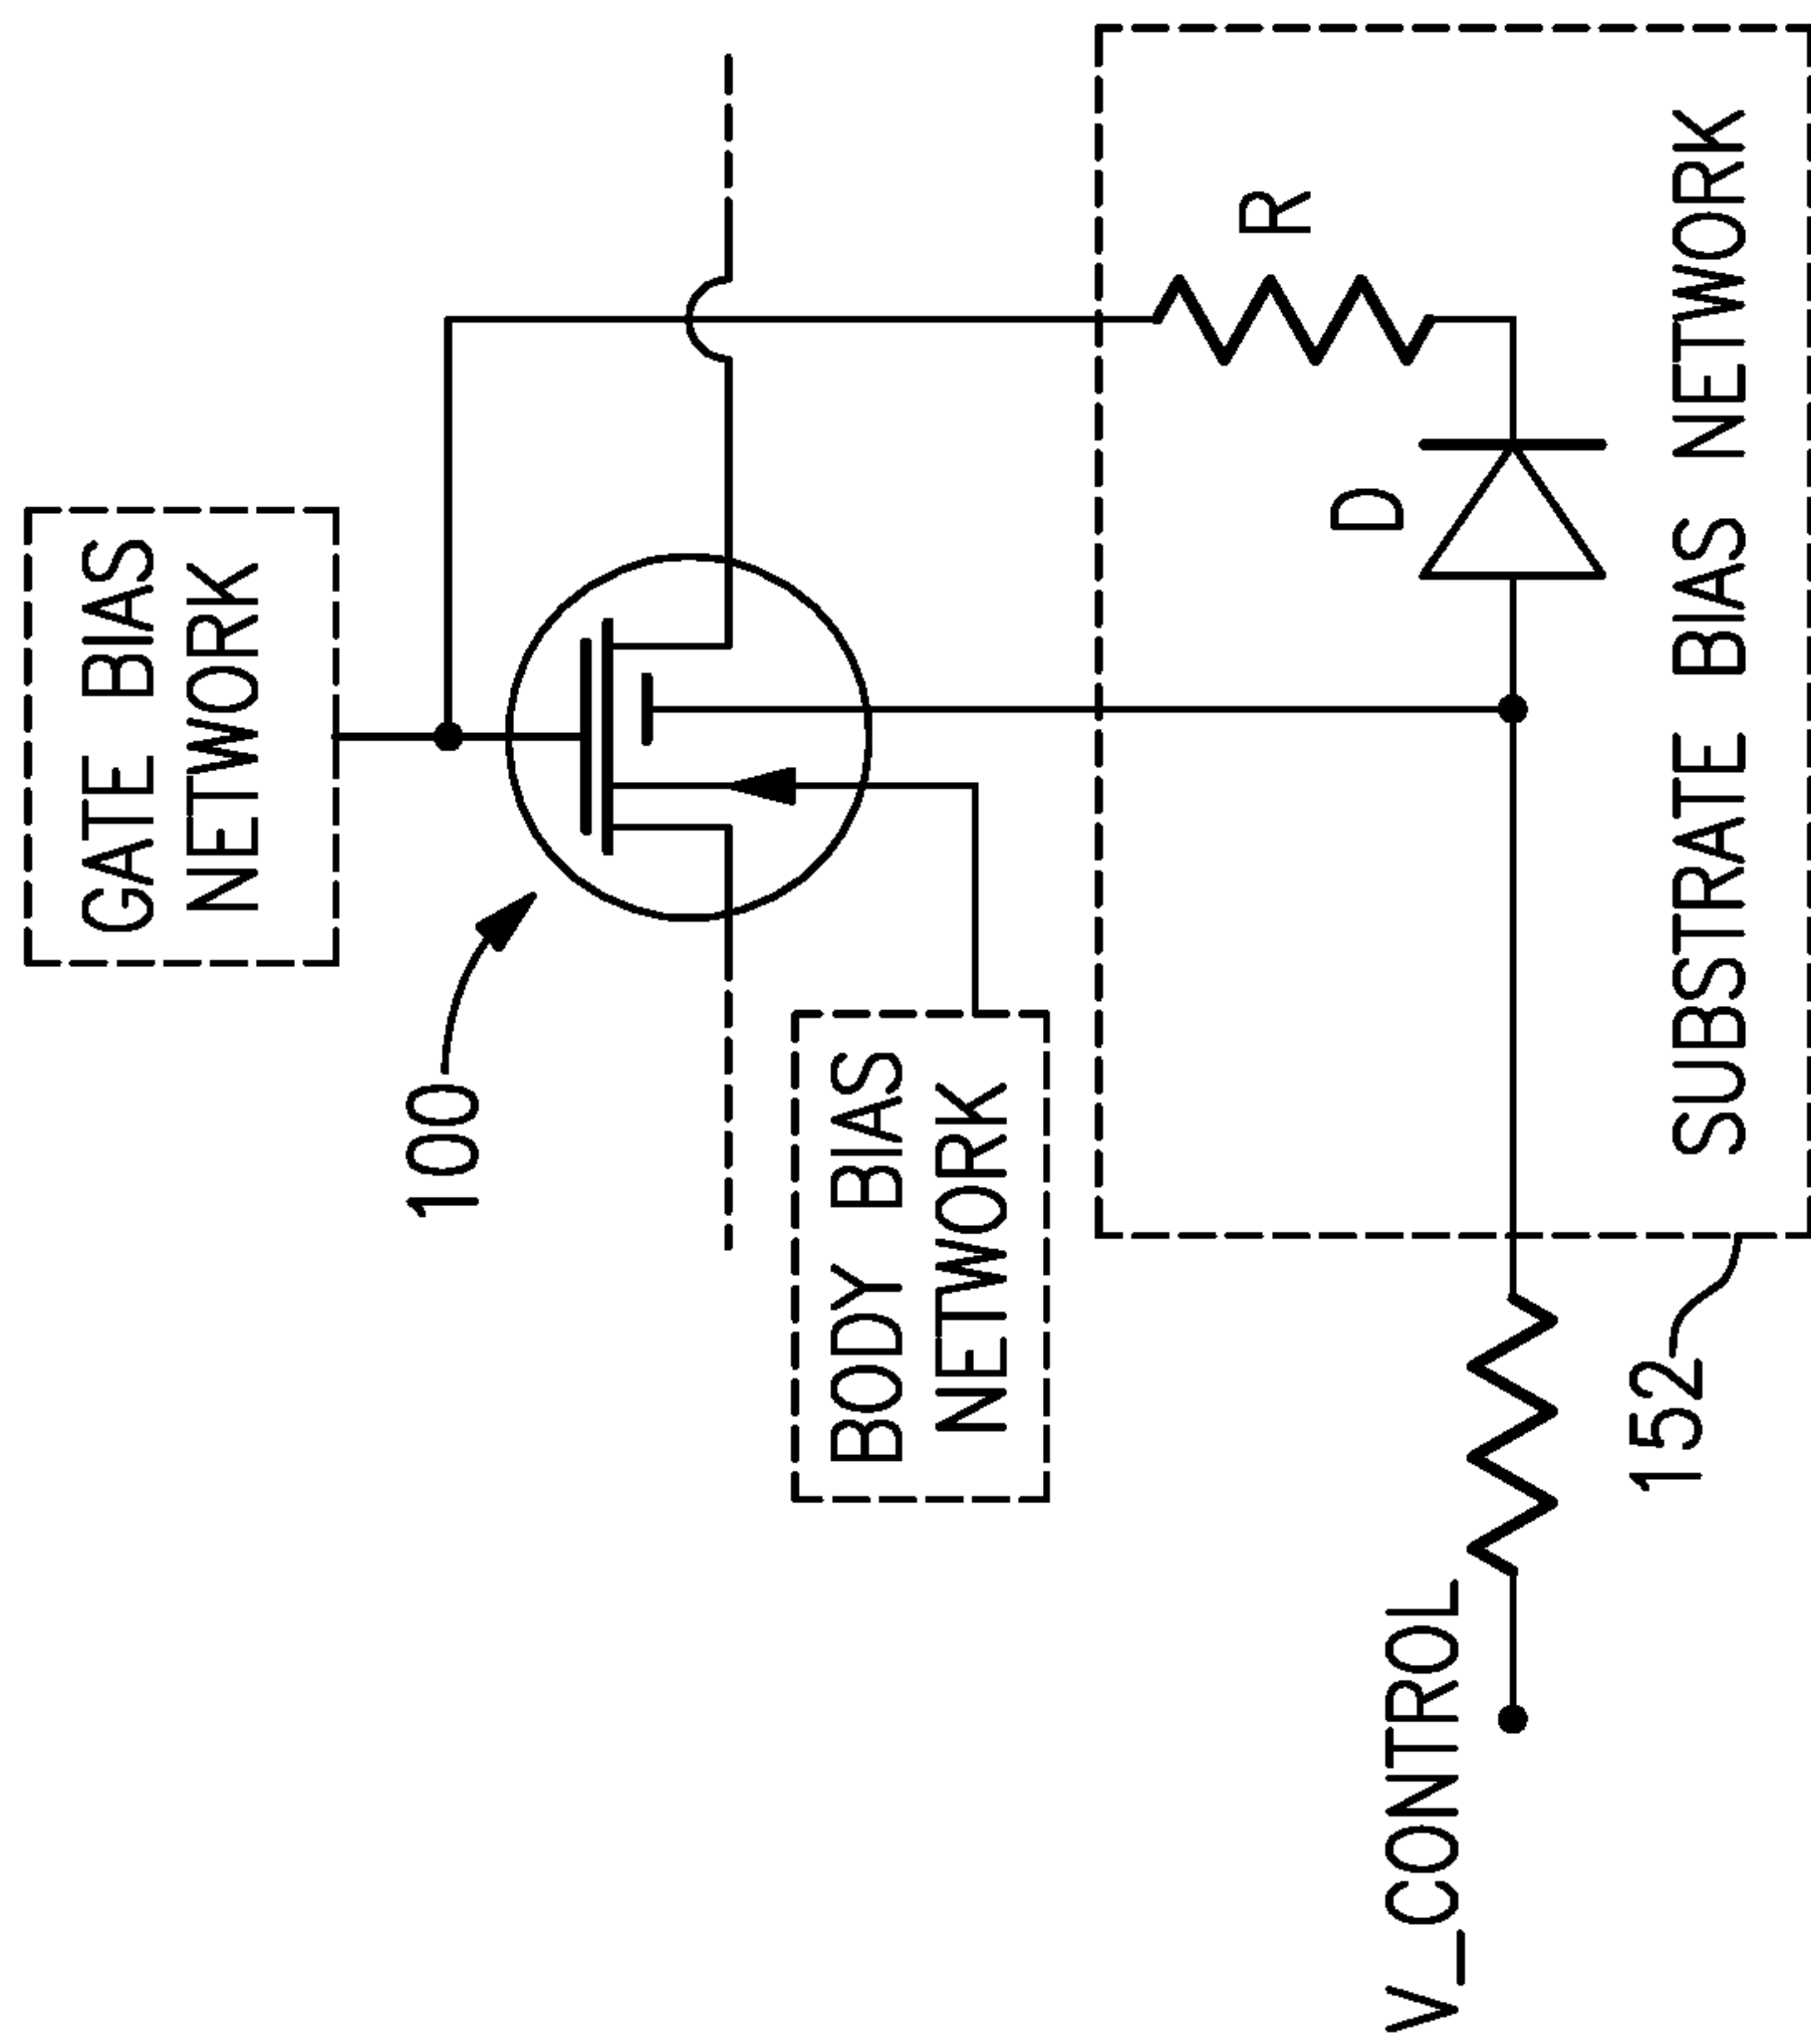 GATE BIAS
NETWORK
100
BODY BIAS
NETWORK
R
D
V_CONTROL
152
SUBSTRATE BIAS NETWORK